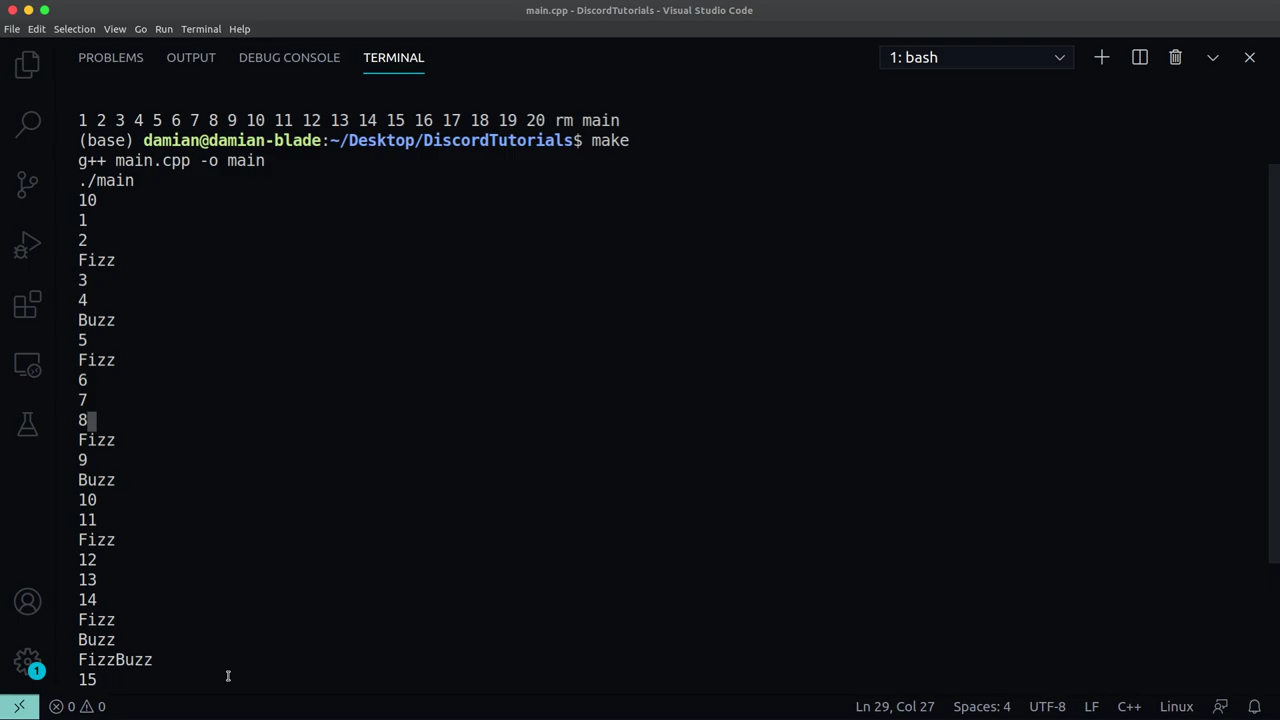 main.cpp - DiscordTutorials - Visual Studio Code
File Edit Selection View Go Run Terminal Help
PROBLEMS OUTPUT DEBUG CONSOLE TERMINAL 1: bash
1 2 3 4 5 6 7 8 9 10 11 12 13 14 15 16 17 18 19 20 rm main
(base) damian@damian-blade:~/Desktop/DiscordTutorials$ make
g++ main.cpp -o main
./main
10
1
2
Fizz
3
4
Buzz
5
Fizz
6
7
8
Fizz
9
Buzz
10
11
Fizz
12
13
14
Fizz
Buzz
FizzBuzz
15
1
0 0 Ln 29, Col 27 Spaces: 4 UTF-8 LF C++ Linux